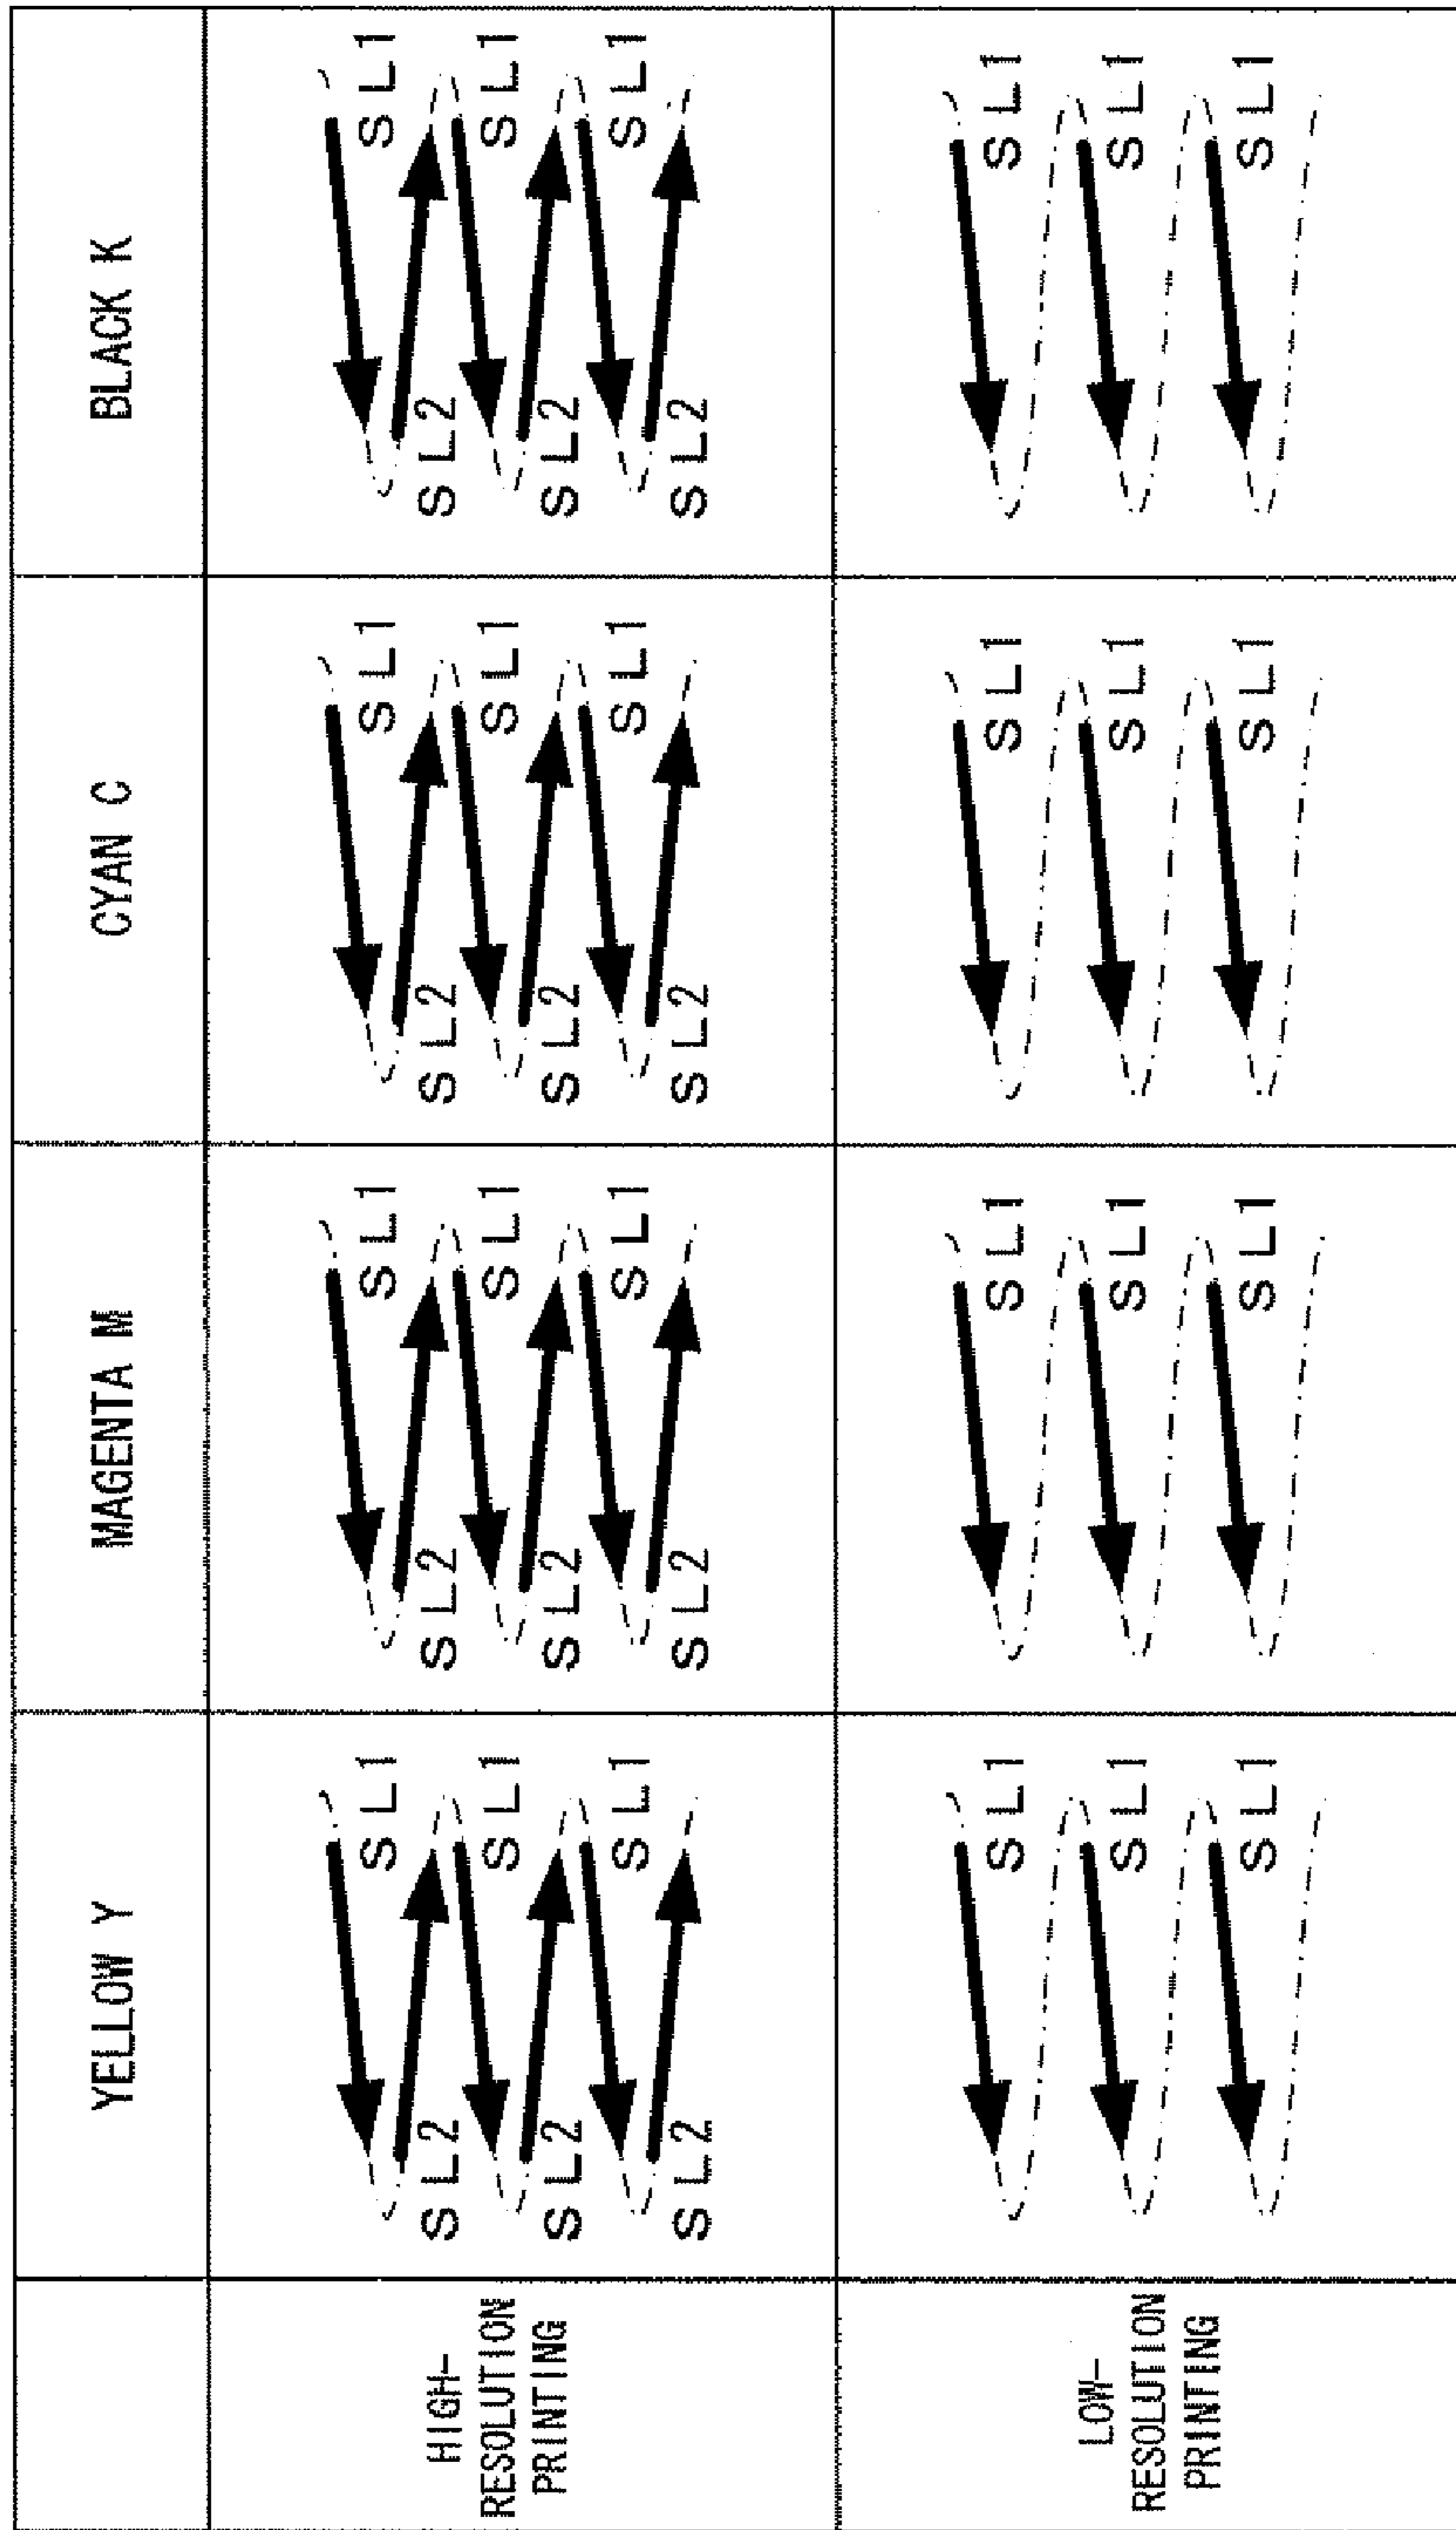 YELLOW Y
MAGENTA M
CYAN C
BLACK K
HIGH-
RESOLUTION
PRINTING
SL1
SL2
SL1
SL2
SL1
SL2
SL1
SL2
SL1
SL2
SL1
SL2
SL1
SL2
SL1
SL2
SL1
SL2
SL1
SL2
SL1
SL2
SL1
SL2
LOW-
RESOLUTION
PRINTING
SL1
SL1
SL1
SL1
SL1
SL1
SL1
SL1
SL1
SL1
SL1
SL1